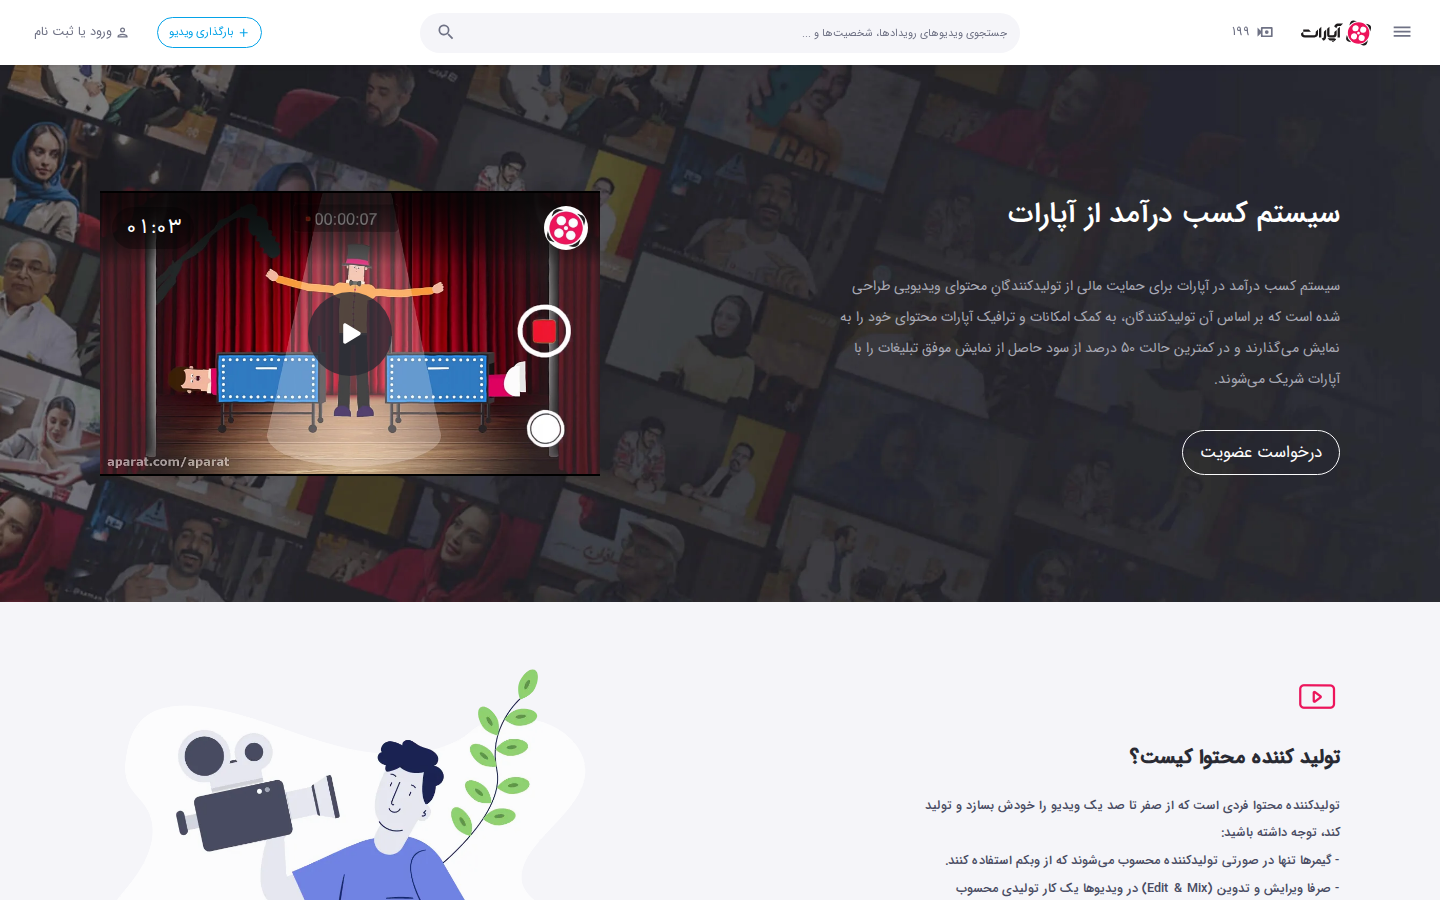 آپارات
۱۹۹
جستجوی ویدیوهای رویدادها، شخصیت‌ها و ...
بارگذاری ویدیو
ورود یا ثبت نام
سیستم کسب درآمد از آپارات
سیستم کسب درآمد در آپارات برای حمایت مالی از تولیدکنندگانِ محتوای ویدیویی طراحی
شده است که بر اساس آن تولیدکنندگان، به کمک امکانات و ترافیک آپارات محتوای خود را به
نمایش می‌گذارند و در کمترین حالت ۵۰ درصد از سود حاصل از نمایش موفق تبلیغات را با
آپارات شریک می‌شوند.
درخواست عضویت
۰۱:۰۳
00:00:07
aparat.com/aparat
تولید کننده محتوا کیست؟
تولیدکننده محتوا فردی است که از صفر تا صد یک ویدیو را خودش بسازد و تولید
کند، توجه داشته باشید:
- گیمرها تنها در صورتی تولیدکننده محسوب می‌شوند که از وبکم استفاده کنند.
- صرفا ویرایش و تدوین (Edit & Mix) در ویدیوها یک کار تولیدی محسوب